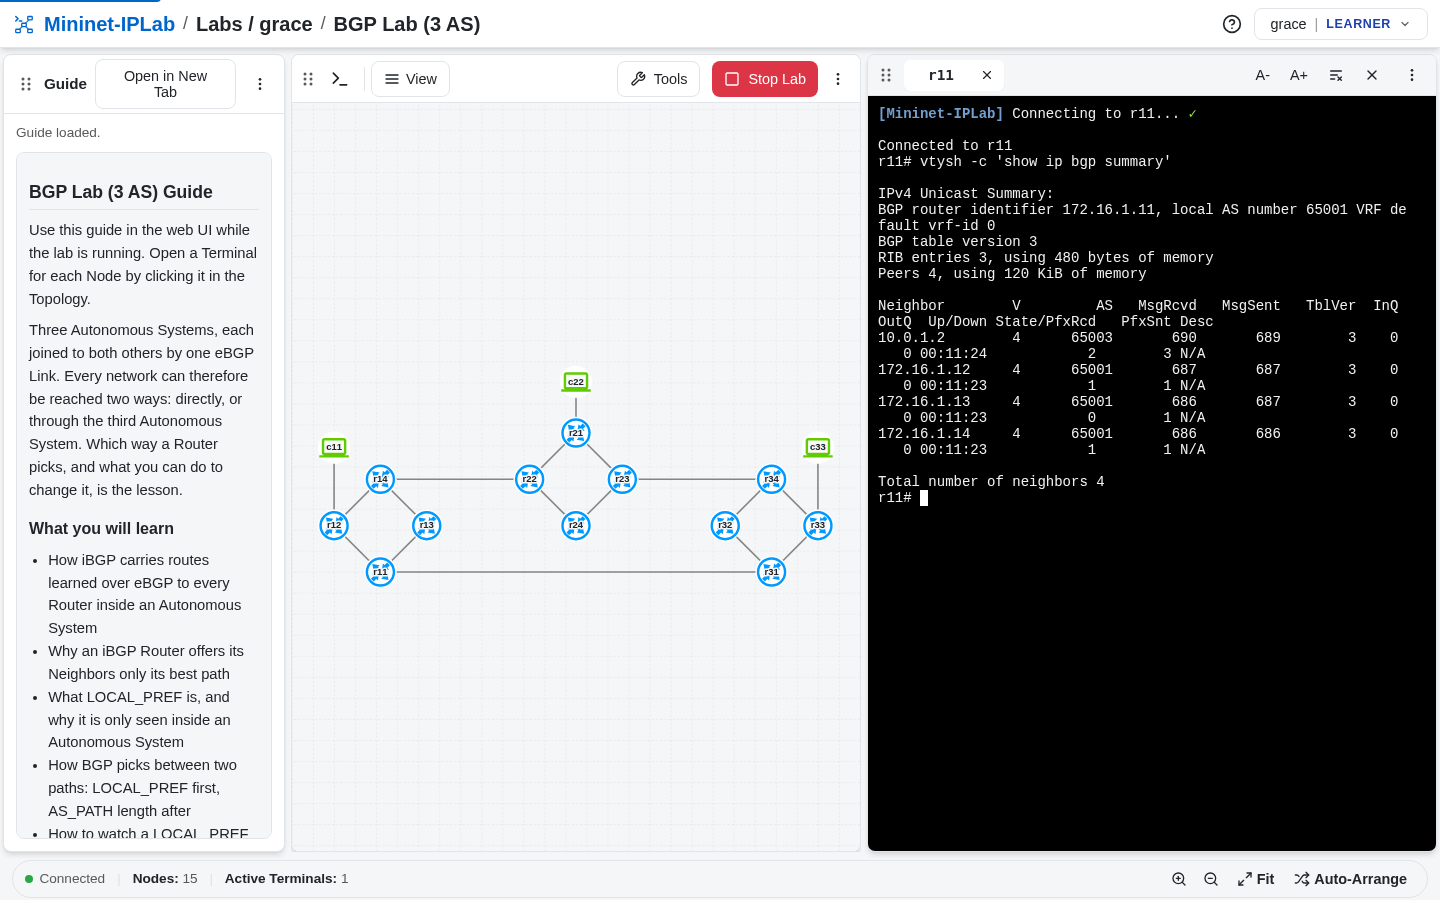 Mininet-IPLab / Labs / grace / BGP Lab (3 AS)
grace | LEARNER
Guide
Open in New
Tab
Guide loaded.
BGP Lab (3 AS) Guide
Use this guide in the web UI while
the lab is running. Open a Terminal
for each Node by clicking it in the
Topology.
Three Autonomous Systems, each
joined to both others by one eBGP
Link. Every network can therefore
be reached two ways: directly, or
through the third Autonomous
System. Which way a Router
picks, and what you can do to
change it, is the lesson.
What you will learn
• How iBGP carries routes
learned over eBGP to every
Router inside an Autonomous
System
• Why an iBGP Router offers its
Neighbors only its best path
• What LOCAL_PREF is, and
why it is only seen inside an
Autonomous System
• How BGP picks between two
paths: LOCAL_PREF first,
AS_PATH length after
• How to watch a LOCAL_PREF
View
Tools
Stop Lab
c22
r21
c11
c33
r14
r22
r23
r34
r12
r13
r24
r32
r33
r11
r31
r11
A-
A+
[Mininet-IPLab] Connecting to r11... ✓
Connected to r11
r11# vtysh -c 'show ip bgp summary'
IPv4 Unicast Summary:
BGP router identifier 172.16.1.11, local AS number 65001 VRF de
fault vrf-id 0
BGP table version 3
RIB entries 3, using 480 bytes of memory
Peers 4, using 120 KiB of memory
Neighbor        V         AS   MsgRcvd   MsgSent   TblVer  InQ
OutQ  Up/Down State/PfxRcd   PfxSnt Desc
10.0.1.2        4      65003       690       689        3    0
   0 00:11:24            2        3 N/A
172.16.1.12     4      65001       687       687        3    0
   0 00:11:23            1        1 N/A
172.16.1.13     4      65001       686       687        3    0
   0 00:11:23            0        1 N/A
172.16.1.14     4      65001       686       686        3    0
   0 00:11:23            1        1 N/A
Total number of neighbors 4
r11#
Connected | Nodes: 15 | Active Terminals: 1
Fit
Auto-Arrange